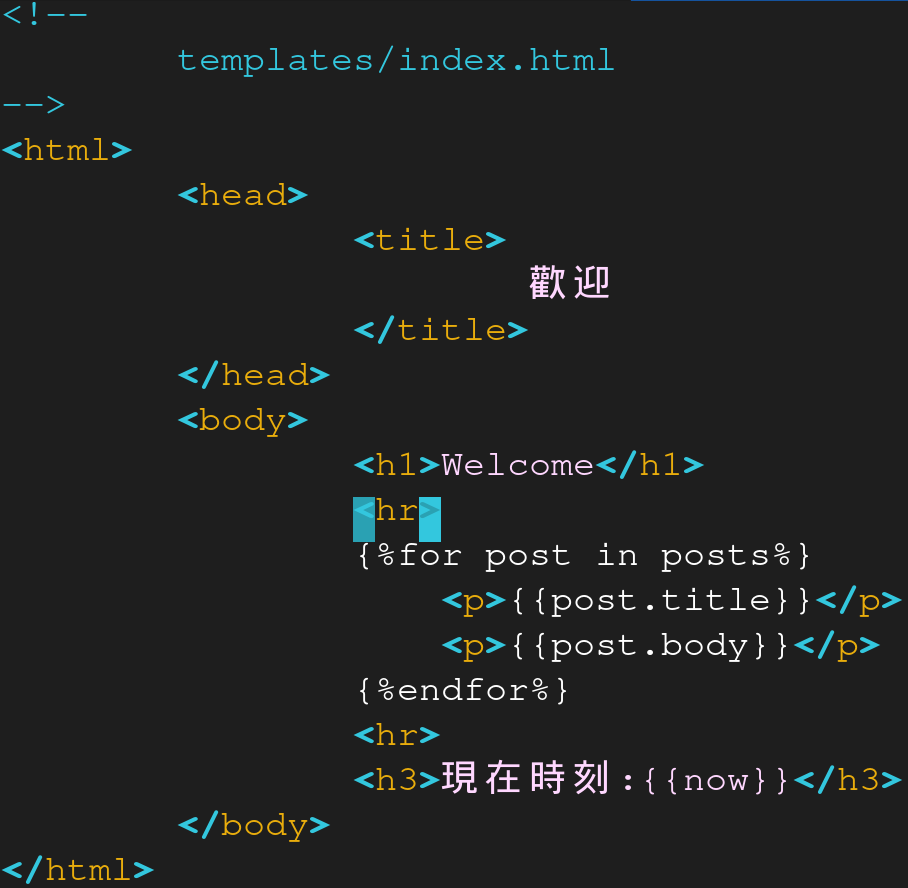 <!--
templates/index.html
-->
<html>
<head>
<title>
歡迎
</title>
</head>
<body>
<h1>Welcome</h1>
<hr>
{%for post in posts%}
<p>{{post.title}}</p>
<p>{{post.body}}</p>
{%endfor%}
<hr>
<h3>現在時刻:{{now}}</h3>
</body>
</html>